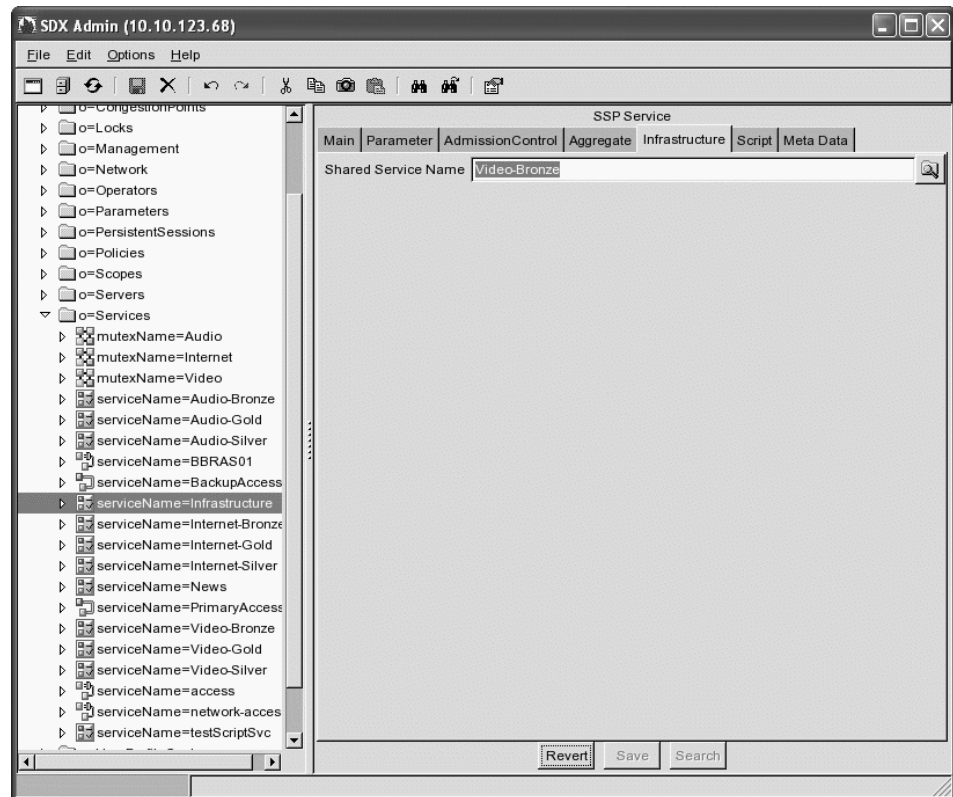 SDX Admin (10.10.123.68)
File Edit Options Help
o=CongestionPoints
o=Locks
o=Management
o=Network
o=Operators
o=Parameters
o=PersistentSessions
o=Policies
o=Scopes
o=Servers
o=Services
mutexName=Audio
mutexName=Internet
mutexName=Video
serviceName=Audio-Bronze
serviceName=Audio-Gold
serviceName=Audio-Silver
serviceName=BBRAS01
serviceName=BackupAccess
serviceName=Infrastructure
serviceName=Internet-Bronze
serviceName=Internet-Gold
serviceName=Internet-Silver
serviceName=News
serviceName=PrimaryAccess
serviceName=Video-Bronze
serviceName=Video-Gold
serviceName=Video-Silver
serviceName=access
serviceName=network-acces
serviceName=testScriptSvc
SSP Service
Main Parameter AdmissionControl Aggregate Infrastructure Script Meta Data
Shared Service Name Video-Bronze
Revert Save Search